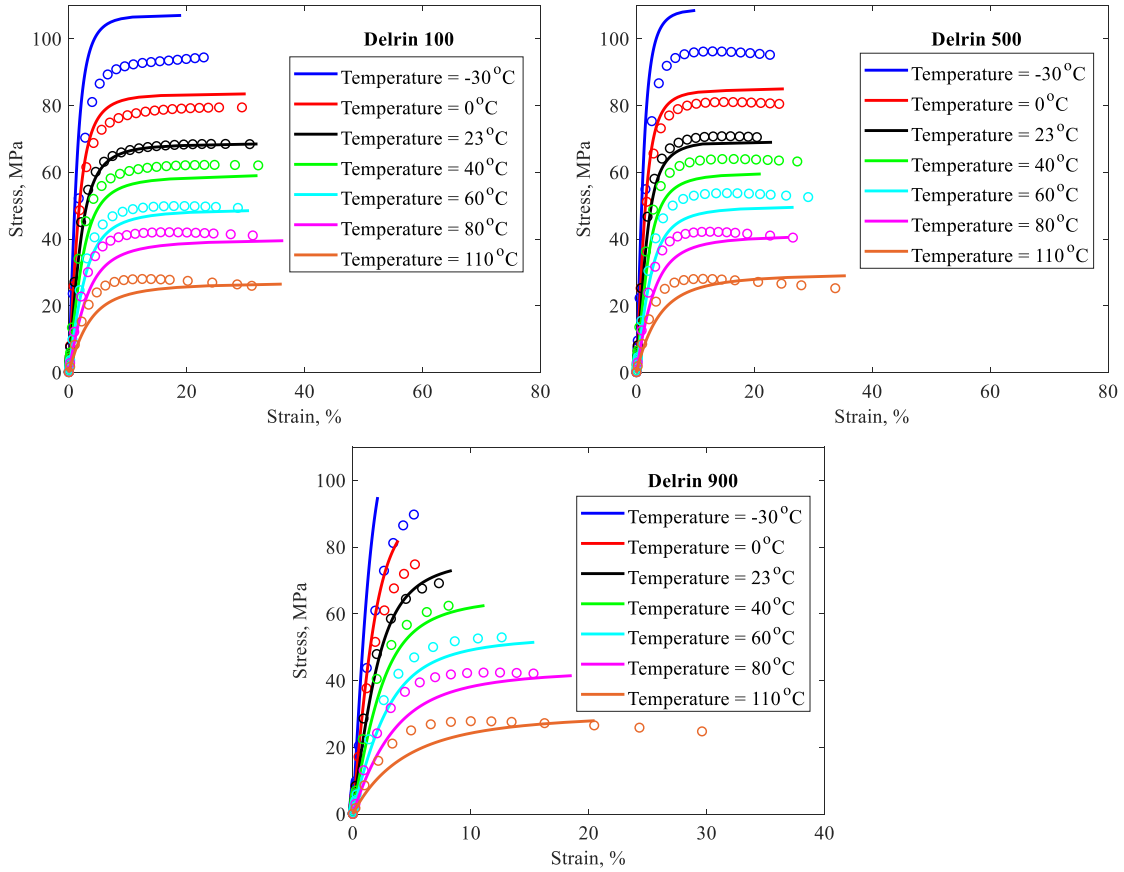 Delrin 100
Temperature = -30°C
Temperature = 0°C
Temperature = 23°C
Temperature = 40°C
Temperature = 60°C
Temperature = 80°C
Temperature = 110°C
100
80
60
40
20
0
Stress, MPa
0 20 40 60 80
Strain, %
Delrin 500
Temperature = -30°C
Temperature = 0°C
Temperature = 23°C
Temperature = 40°C
Temperature = 60°C
Temperature = 80°C
Temperature = 110°C
100
80
60
40
20
0
Stress, MPa
0 20 40 60 80
Strain, %
Delrin 900
Temperature = -30°C
Temperature = 0°C
Temperature = 23°C
Temperature = 40°C
Temperature = 60°C
Temperature = 80°C
Temperature = 110°C
100
80
60
40
20
0
Stress, MPa
0 10 20 30 40
Strain, %